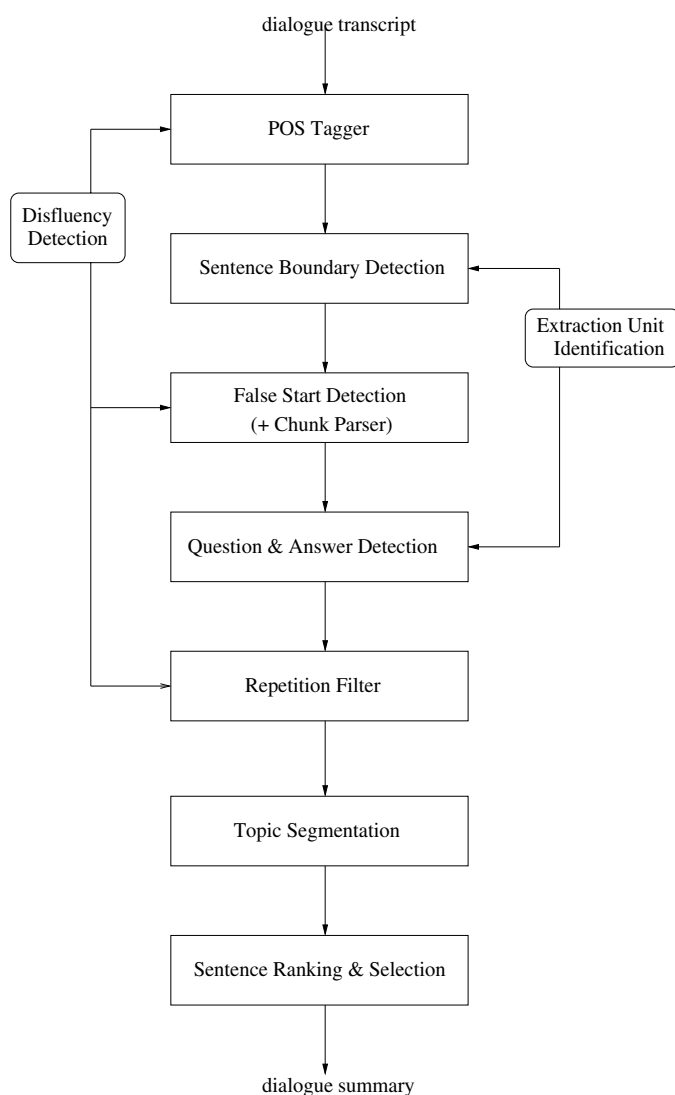 dialogue transcript
POS Tagger
Disfluency
Detection
Sentence Boundary Detection
Extraction Unit
Identification
False Start Detection
(+ Chunk Parser)
Question & Answer Detection
Repetition Filter
Topic Segmentation
Sentence Ranking & Selection
dialogue summary